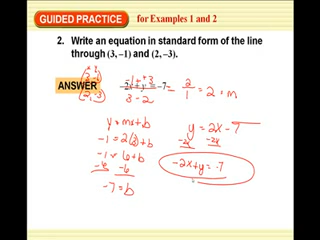 GUIDED PRACTICE for Examples 1 and 2
2. Write an equation in standard form of the line
through (3, –1) and (2, –3).
ANSWER
3 - 2
= 2/1 = 2 = m
y = mx + b
-1 = 2(3) + b
-1 = 6 + b
-6 -6
-7 = b
y = 2x - 7
-2x -2x
-2x + y = -7